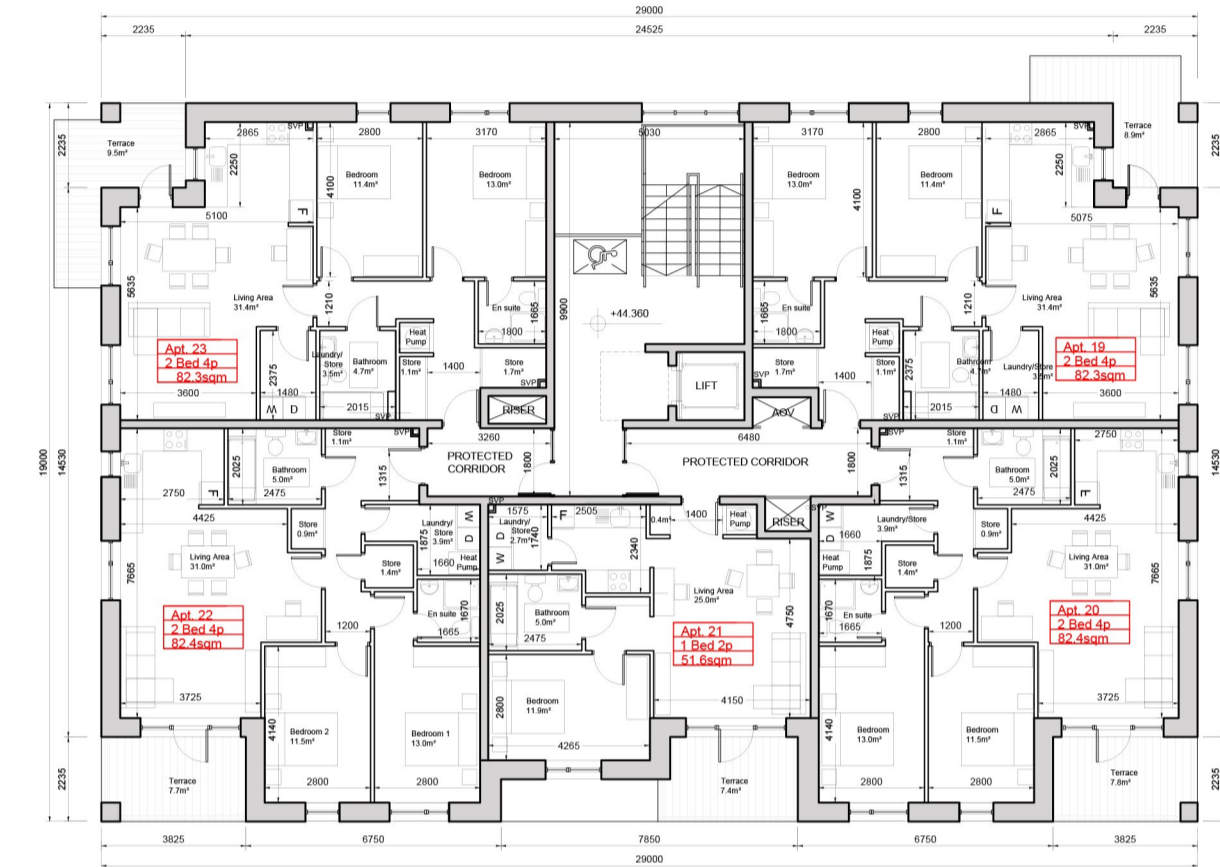 29000
2235
24525
2235
2865
SVP
2800
3170
5030
3170
2800
2865
SVP
Terrace
9.5m²
Terrace
8.9m²
2235
2235
2250
2250
Bedroom
11.4m²
Bedroom
13.0m²
Bedroom
13.0m²
Bedroom
11.4m²
4100
4100
F
F
5100
5075
5635
5635
Living Area
31.4m²
1210
En suite
1665
1800
9900
+44.360
1665
En suite
1800
1210
Living Area
31.4m²
Heat
Pump
Heat
Pump
Apt. 23
2 Bed 4p
82.3sqm
Laundry/
Store
3.5m²
Bathroom
4.7m²
Store
1.1m²
1400
Store
1.7m²
SVP
LIFT
Store
1.7m²
SVP
1400
Store
1.1m²
Bathroom
4.7m²
Laundry/Store
Apt. 19
2 Bed 4p
82.3sqm
2375
2375
3600
1480
W
D
2015
SVP
RISER
AOV
2015
1480
D
W
3600
19000
14530
14530
Store
1.1m²
SVP
3260
6480
SVP
Store
1.1m²
2750
PROTECTED
CORRIDOR
PROTECTED CORRIDOR
1800
1800
2025
Bathroom
5.0m²
2475
1315
1315
Bathroom
5.0m²
2475
2025
2750
F
F
4425
4425
SVP
1575
F
2505
0.4m²
1400
Heat
Pump
RISER
SVP
Store
0.9m²
Laundry/
Store
3.9m²
W
D
1875
1660
Heat
Pump
Laundry/
Store
2.7m²
D
W
1740
2340
W
D
Laundry/Store
3.9m²
1660
1875
Heat
Pump
Store
0.9m²
7665
7665
Living Area
31.0m²
Store
1.4m²
Store
1.4m²
Living Area
31.0m²
Living Area
25.0m²
Apt. 22
2 Bed 4p
82.4sqm
1200
En suite
1670
1665
2025
Bathroom
5.0m²
2475
4750
Apt. 21
1 Bed 2p
51.6sqm
1670
En suite
1665
1200
Apt. 20
2 Bed 4p
82.4sqm
3725
4140
2800
Bedroom
11.9m²
4265
4150
4140
3725
Bedroom 2
11.5m²
Bedroom 1
13.0m²
Bedroom
13.0m²
Bedroom
11.5m²
2235
2235
Terrace
7.7m²
2800
2800
Terrace
7.4m²
2800
2800
Terrace
7.8m²
3825
6750
7850
6750
3825
29000